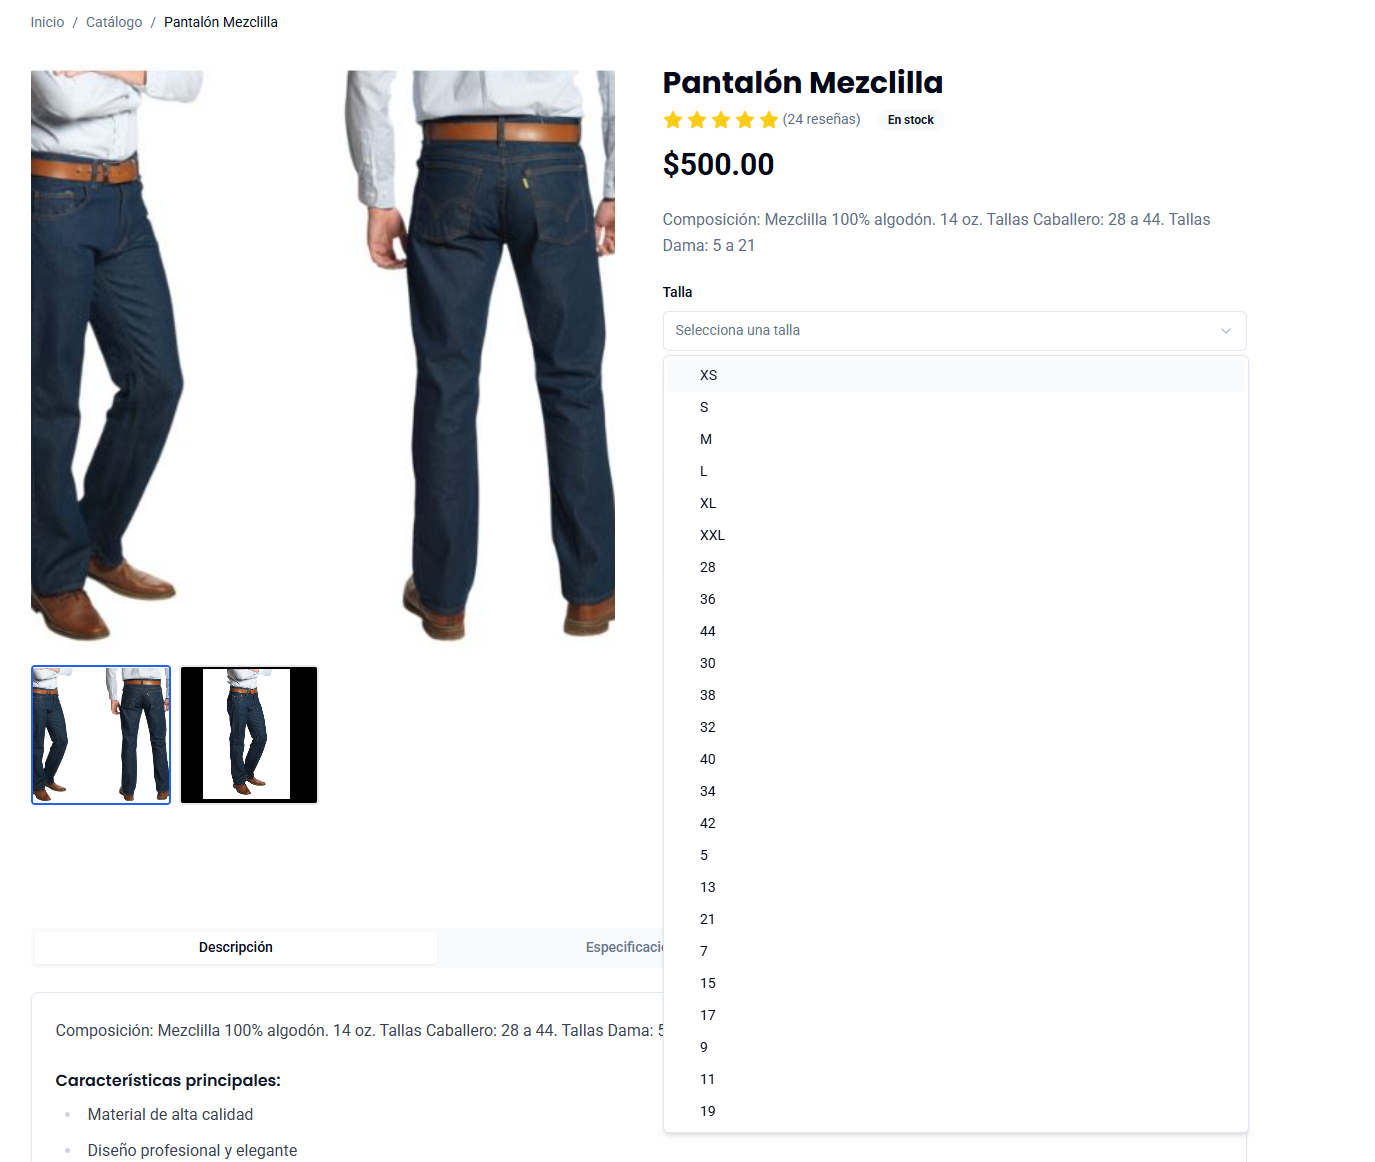 Inicio / Catálogo / Pantalón Mezclilla
Pantalón Mezclilla
(24 reseñas) En stock
$500.00
Composición: Mezclilla 100% algodón. 14 oz. Tallas Caballero: 28 a 44. Tallas
Dama: 5 a 21
Talla
Selecciona una talla
XS
S
M
L
XL
XXL
28
36
44
30
38
32
40
34
42
5
13
21
7
15
17
9
11
19
Descripción Especificacio
Composición: Mezclilla 100% algodón. 14 oz. Tallas Caballero: 28 a 44. Tallas Dama: 5
Características principales:
Material de alta calidad
Diseño profesional y elegante